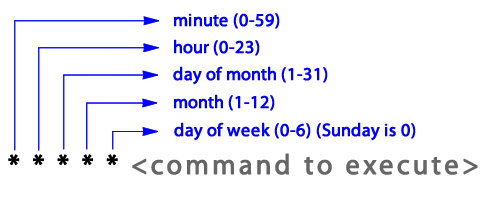 minute (0-59)
hour (0-23)
day of month (1-31)
month (1-12)
day of week (0-6) (Sunday is 0)
* * * * * <command to execute>